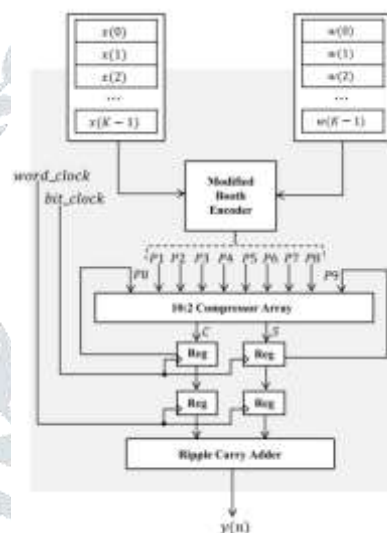 x(0)
x(1)
x(2)
...
x(K − 1)
w(0)
w(1)
w(2)
...
w(K − 1)
word_clock
bit_clock
Modified
Booth
Encoder
P0 P1 P2 P3 P4 P5 P6 P7 P8 P9
10:2 Compressor Array
C S
Reg Reg
Reg Reg
Ripple Carry Adder
y(n)